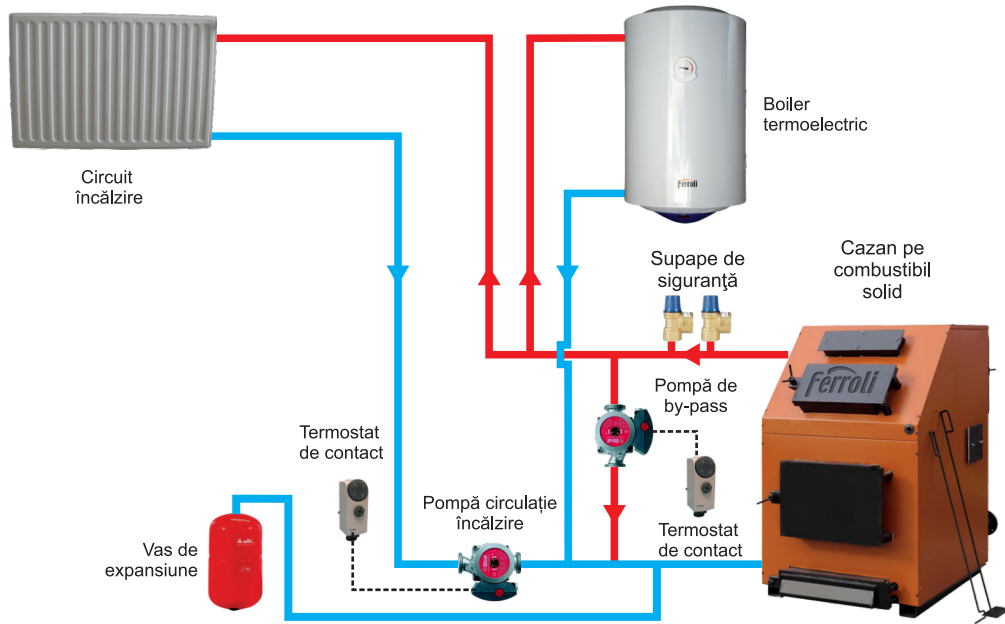 Boiler
termoelectric
Ferroli
Circuit
încălzire
Supape de
siguranţă
Cazan pe
combustibil
solid
Ferroli
Pompă de
by-pass
Termostat
de contact
Pompă circulație
încălzire
Termostat
de contact
Vas de
expansiune